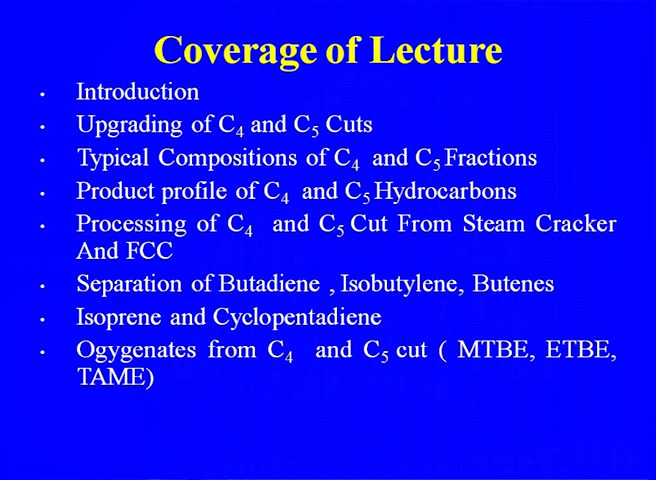 Coverage of Lecture
• Introduction
• Upgrading of C₄ and C₅ Cuts
• Typical Compositions of C₄ and C₅ Fractions
• Product profile of C₄ and C₅ Hydrocarbons
• Processing of C₄ and C₅ Cut From Steam Cracker
And FCC
• Separation of Butadiene , Isobutylene, Butenes
• Isoprene and Cyclopentadiene
• Ogygenates from C₄ and C₅ cut ( MTBE, ETBE,
TAME)